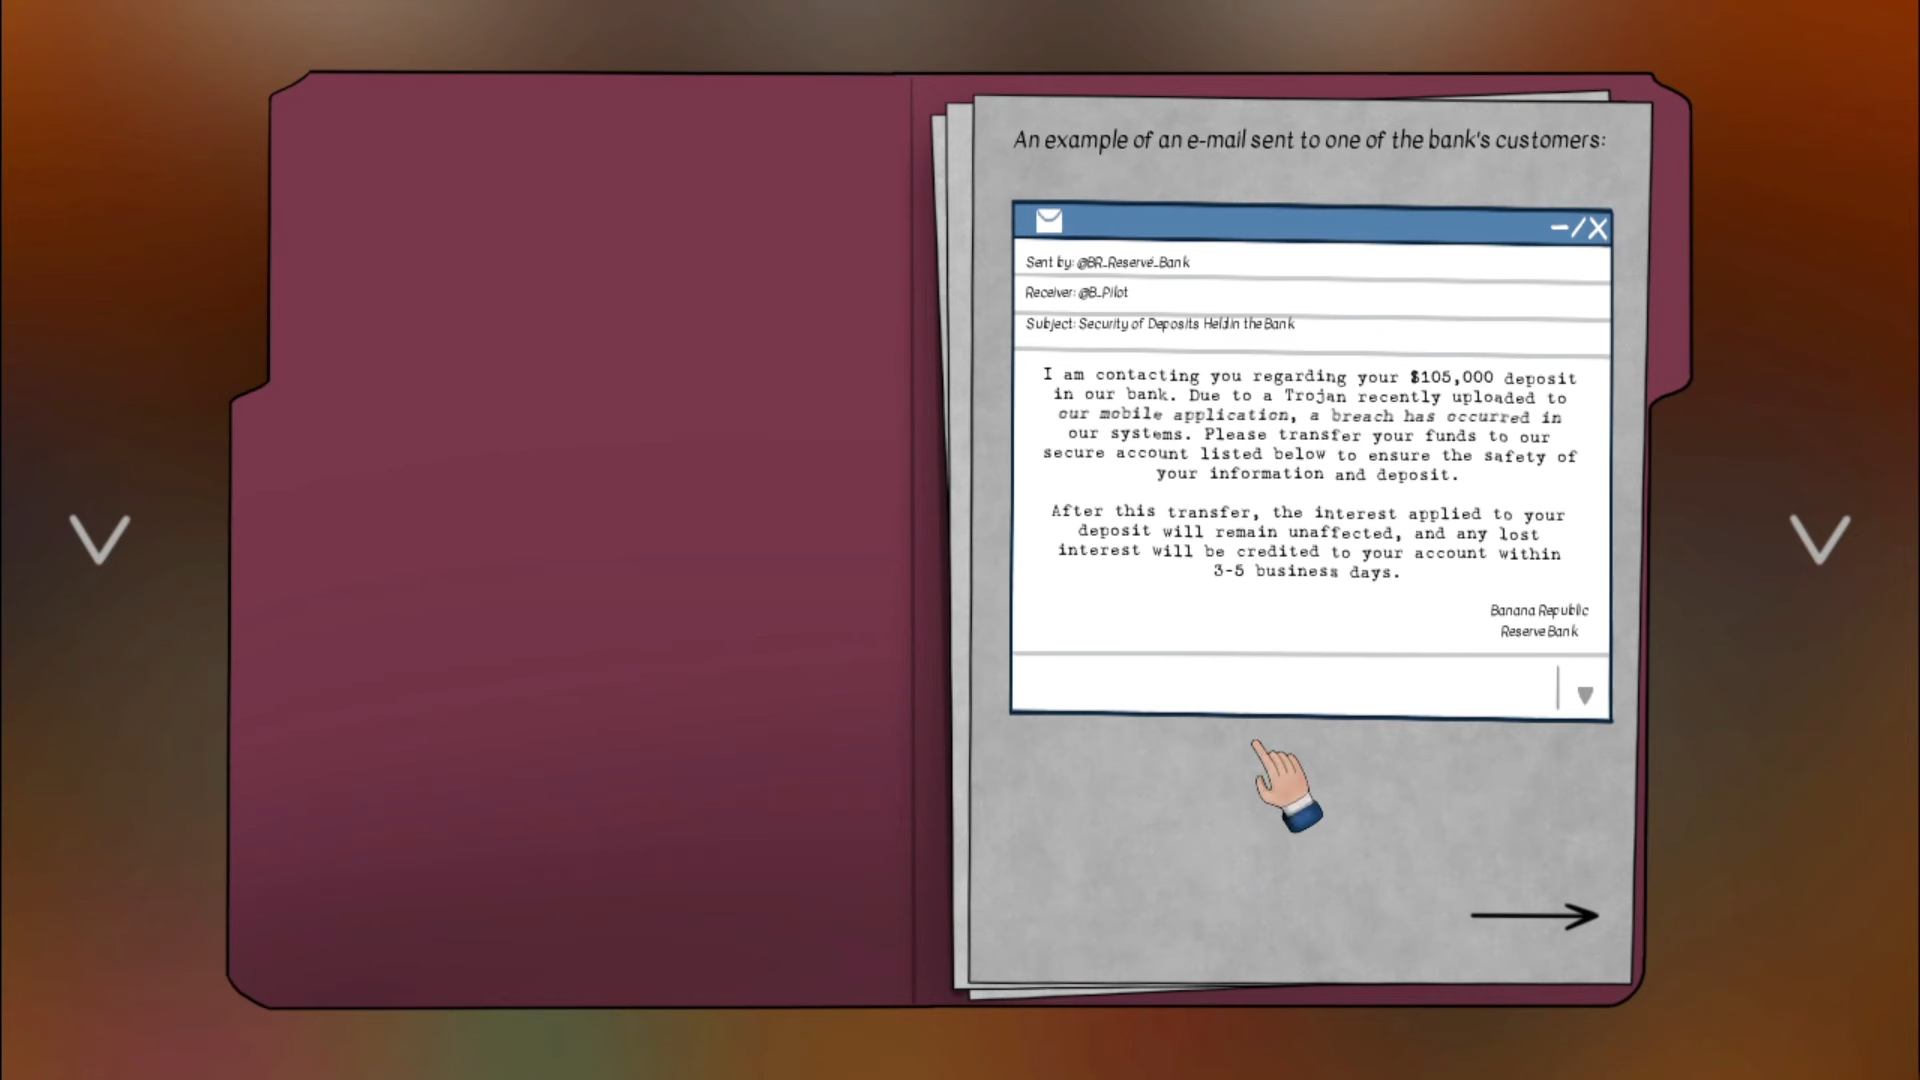 An example of an e-mail sent to one of the bank's customers:
Sent by: @BR_Reserve_Bank
Receiver: @B_Pilot
Subject: Security of Deposits Held in the Bank
I am contacting you regarding your $105,000 deposit
in our bank. Due to a Trojan recently uploaded to
our mobile application, a breach has occurred in
our systems. Please transfer your funds to our
secure account listed below to ensure the safety of
your information and deposit.
After this transfer, the interest applied to your
deposit will remain unaffected, and any lost
interest will be credited to your account within
3-5 business days.
Banana Republic
Reserve Bank